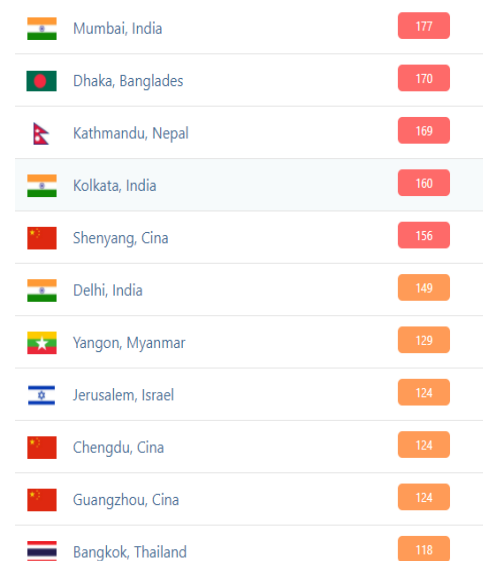 Mumbai, India 177
Dhaka, Banglades 170
Kathmandu, Nepal 169
Kolkata, India 160
Shenyang, Cina 156
Delhi, India 149
Yangon, Myanmar 129
Jerusalem, Israel 124
Chengdu, Cina 124
Guangzhou, Cina 124
Bangkok, Thailand 118